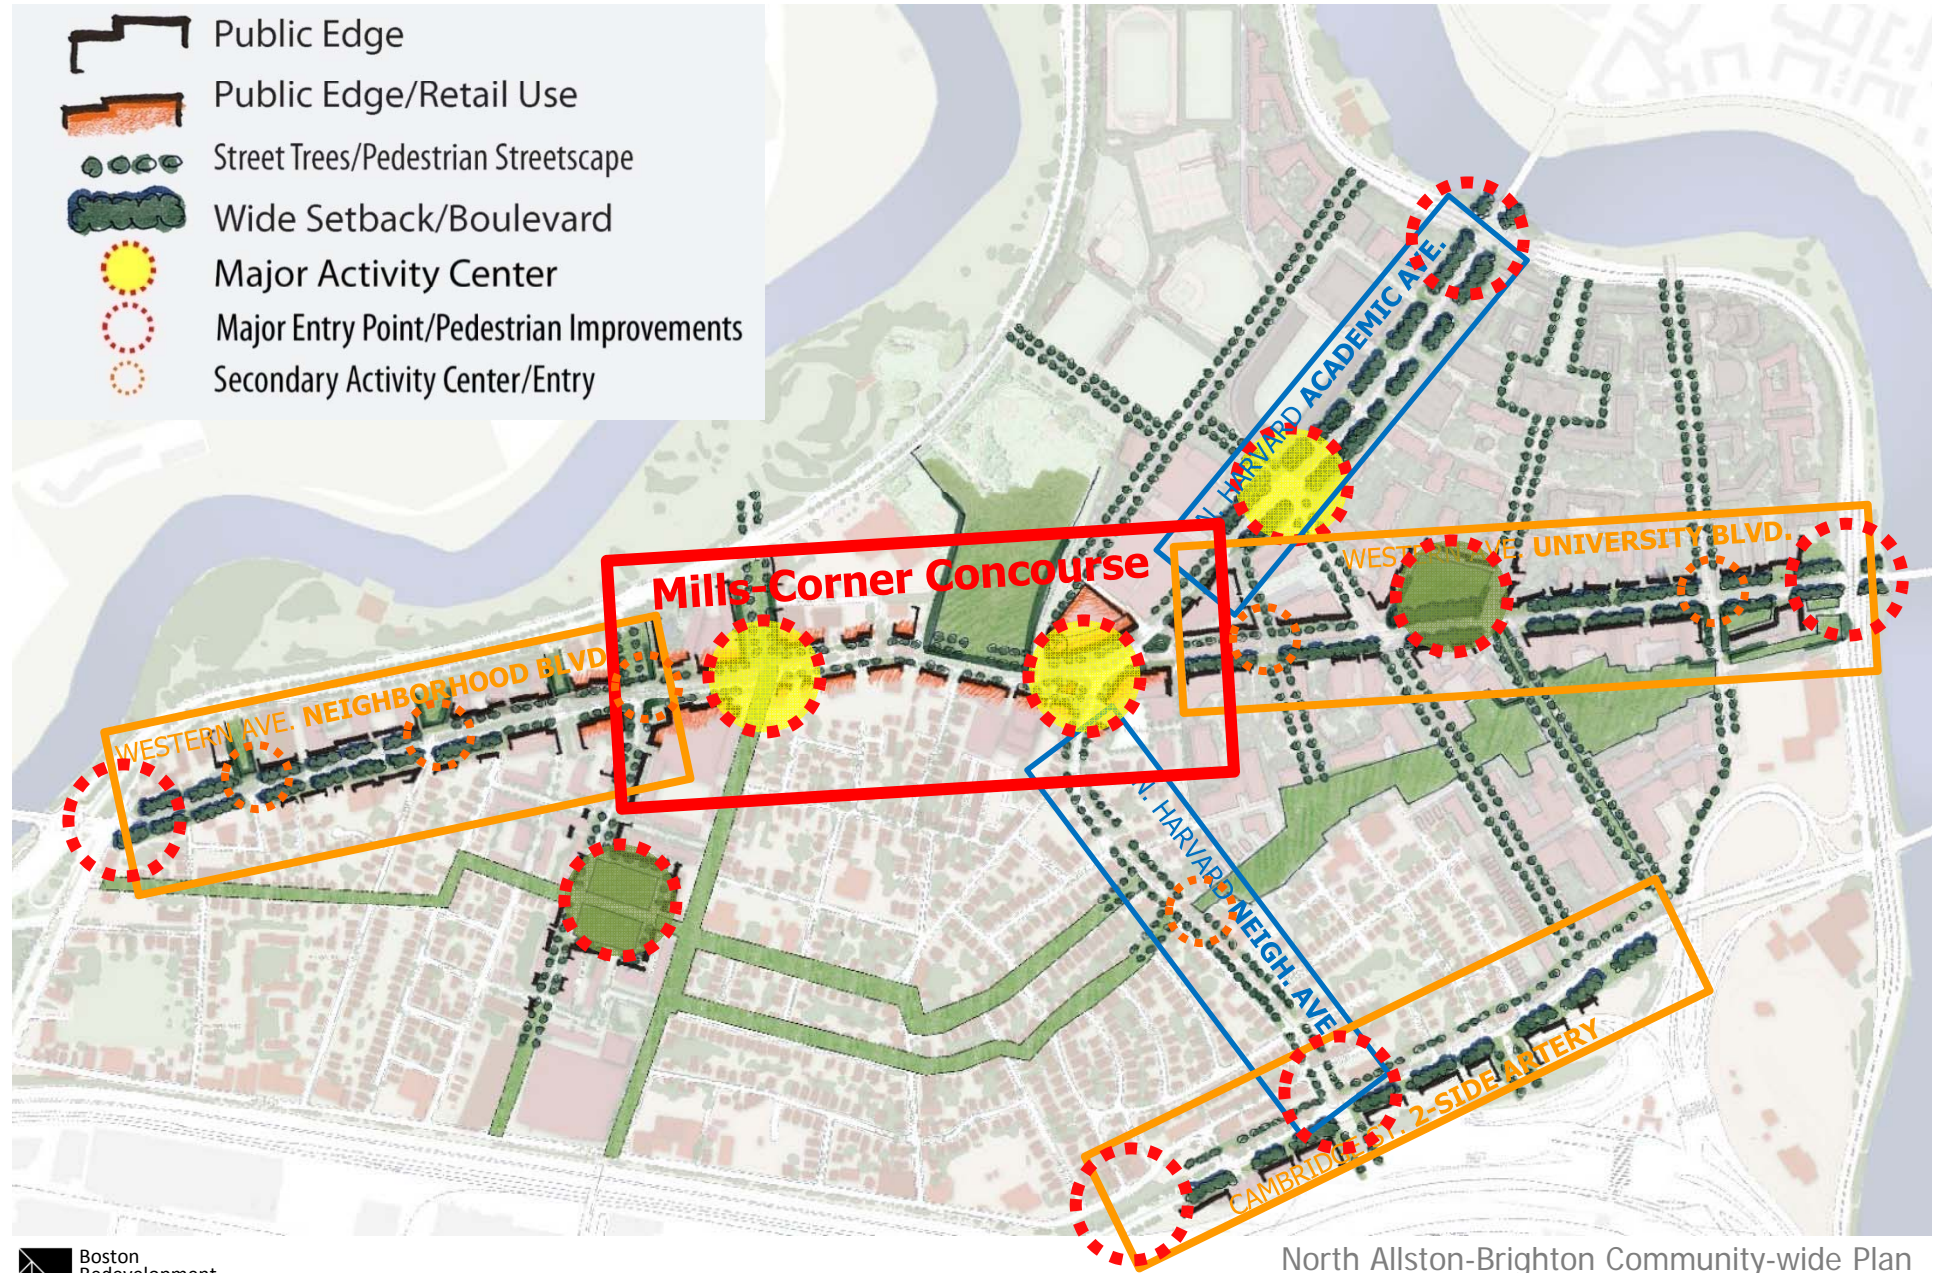 Public Edge
Public Edge/Retail Use
Street Trees/Pedestrian Streetscape
Wide Setback/Boulevard
Major Activity Center
Major Entry Point/Pedestrian Improvements
Secondary Activity Center/Entry
N. HARVARD ACADEMIC AVE.
WESTERN AVE. UNIVERSITY BLVD.
Mills-Corner Concourse
WESTERN AVE. NEIGHBORHOOD BLVD
N. HARVARD NEIGH. AVE
CAMBRIDGE ST. 2-SIDE ARTERY
Boston
Redevelopment
North Allston-Brighton Community-wide Plan